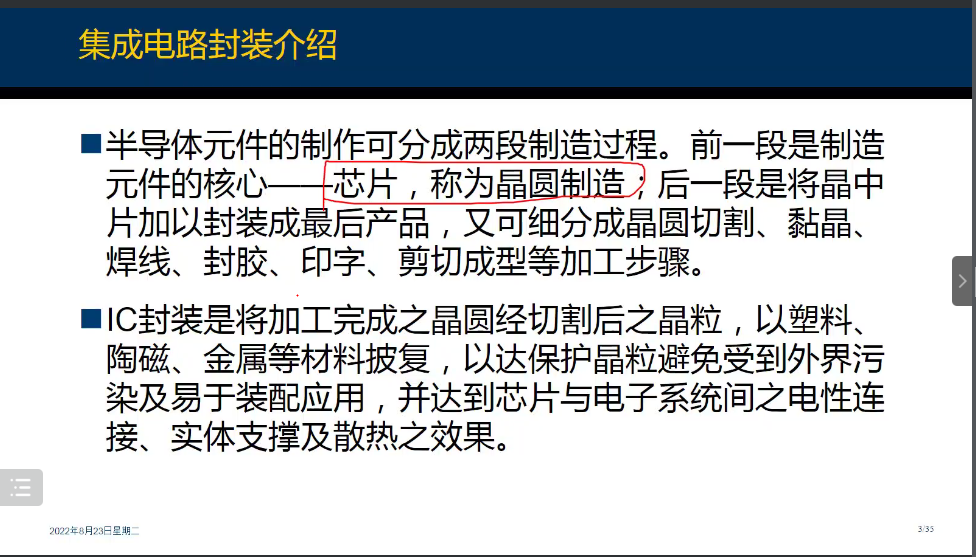 集成电路封装介绍
■半导体元件的制作可分成两段制造过程。前一段是制造
元件的核心——芯片，称为晶圆制造；后一段是将晶中
片加以封装成最后产品，又可细分成晶圆切割、黏晶、
焊线、封胶、印字、剪切成型等加工步骤。
■IC封装是将加工完成之晶圆经切割后之晶粒，以塑料、
陶磁、金属等材料披复，以达保护晶粒避免受到外界污
染及易于装配应用，并达到芯片与电子系统间之电性连
接、实体支撑及散热之效果。
2022年8月23日星期二
3/35